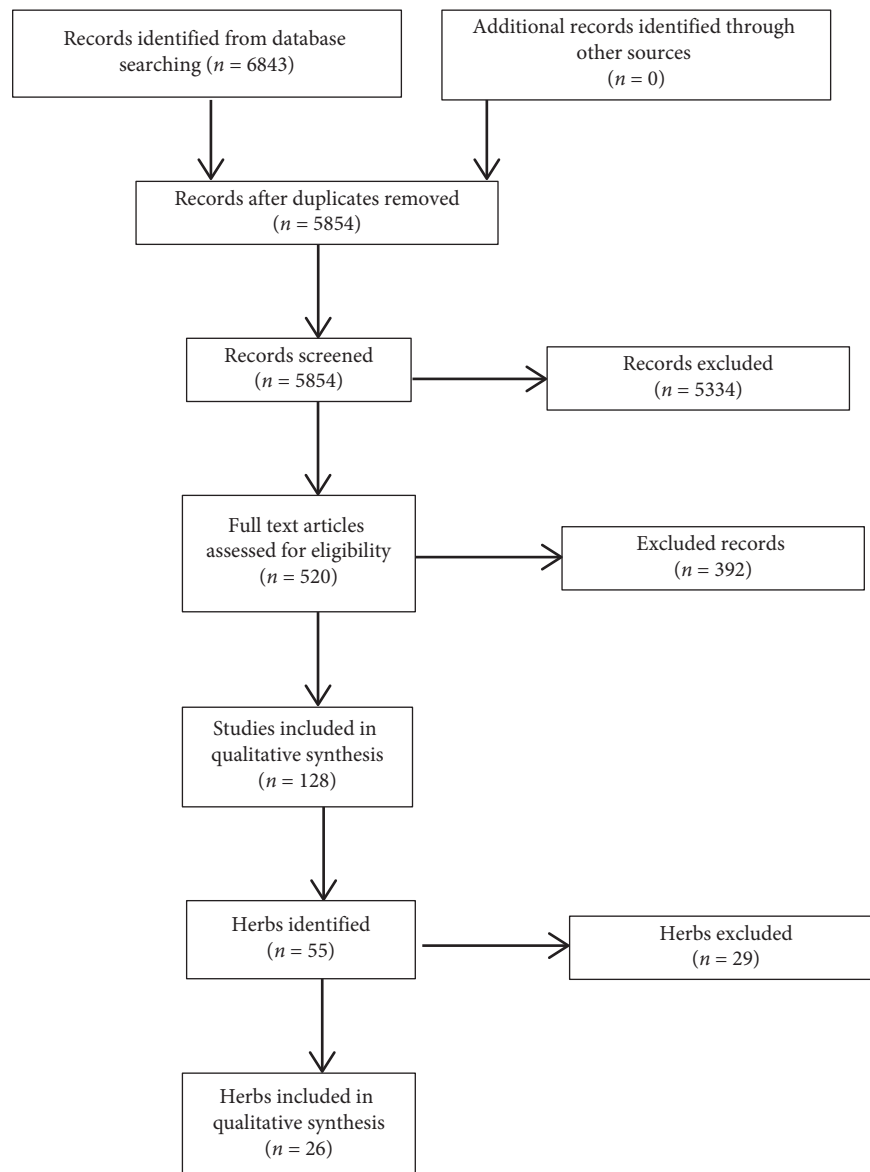 Records identified from database
searching (n = 6843)
Additional records identified through
other sources
(n = 0)
Records after duplicates removed
(n = 5854)
Records screened
(n = 5854)
Records excluded
(n = 5334)
Full text articles
assessed for eligibility
(n = 520)
Excluded records
(n = 392)
Studies included in
qualitative synthesis
(n = 128)
Herbs identified
(n = 55)
Herbs excluded
(n = 29)
Herbs included in
qualitative synthesis
(n = 26)